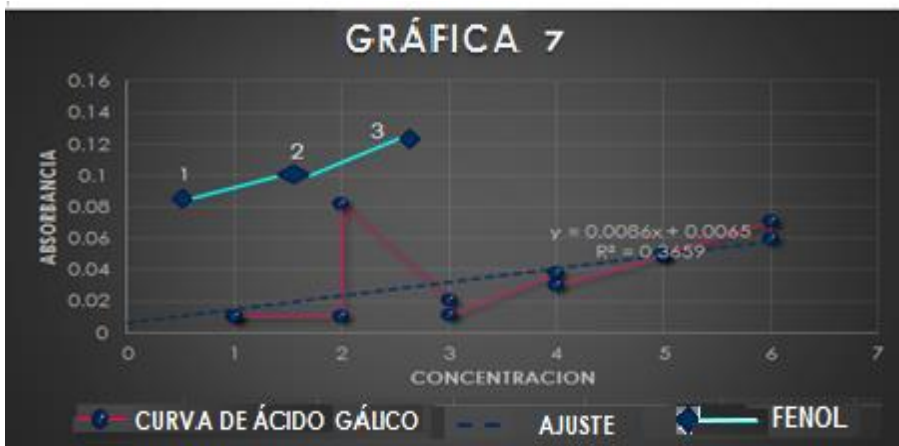 GRÁFICA 7
0.16
0.14
0.12
0.1
0.08
0.06
0.04
0.02
0
ABSORBANCIA
1
2
3
y = 0.0086x + 0.0065
R² = 0.3659
0 1 2 3 4 5 6 7
CONCENTRACION
CURVA DE ÁCIDO GÁLICO AJUSTE FENOL